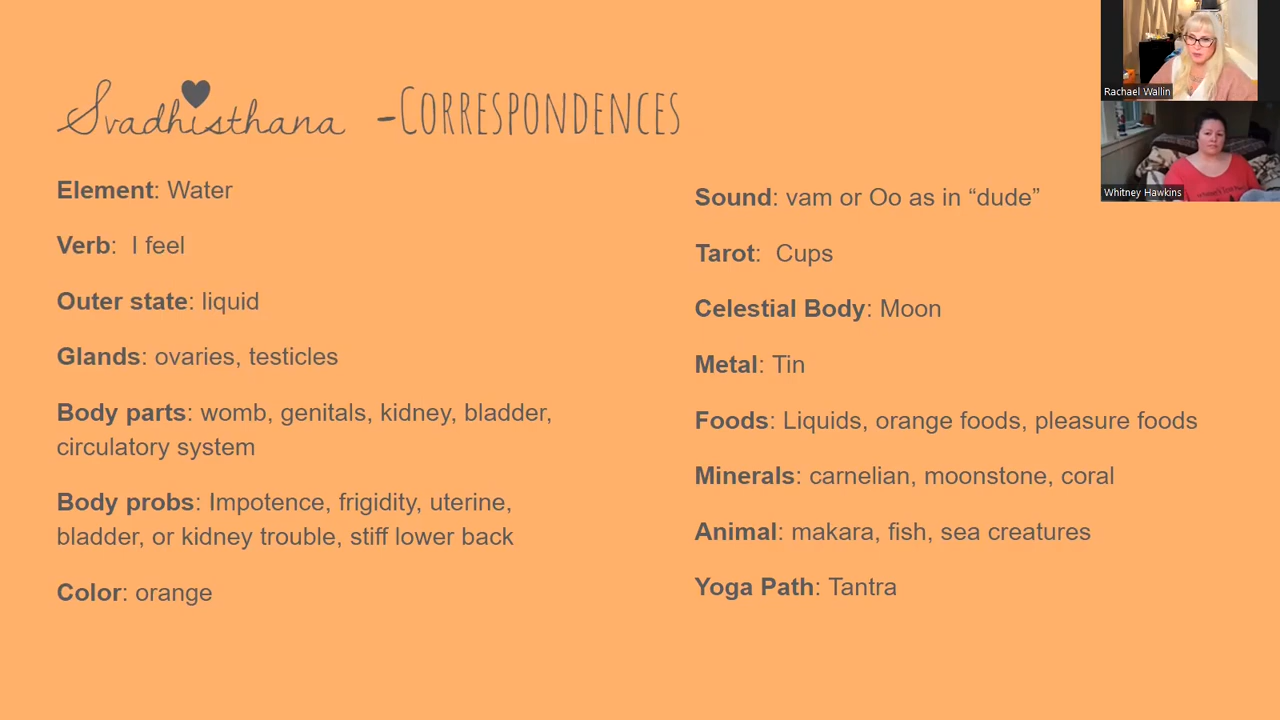 Svadhisthana -CORRESPONDENCES
Element: Water
Verb:  I feel
Outer state: liquid
Glands: ovaries, testicles
Body parts: womb, genitals, kidney, bladder,
circulatory system
Body probs: Impotence, frigidity, uterine,
bladder, or kidney trouble, stiff lower back
Color: orange
Sound: vam or Oo as in “dude”
Tarot:  Cups
Celestial Body: Moon
Metal: Tin
Foods: Liquids, orange foods, pleasure foods
Minerals: carnelian, moonstone, coral
Animal: makara, fish, sea creatures
Yoga Path: Tantra
Rachael Wallin
Whitney Hawkins